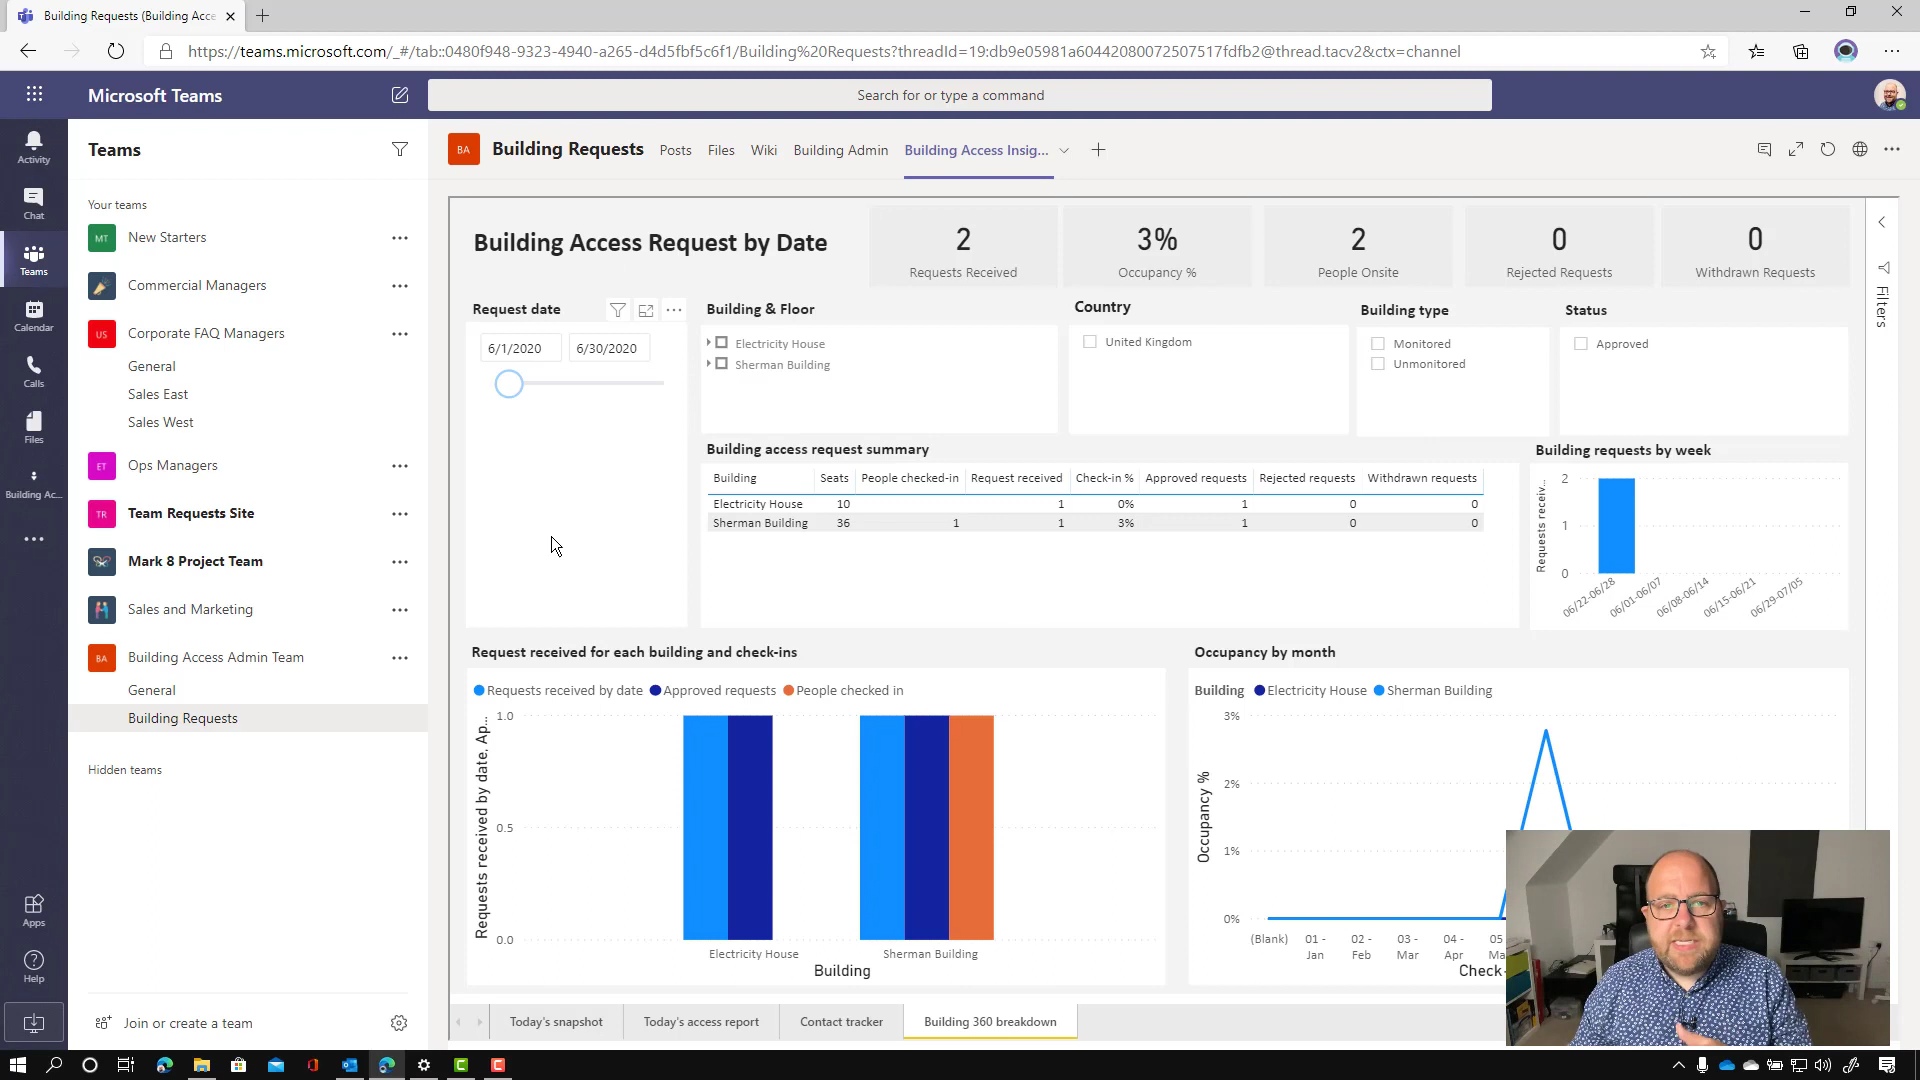 Building Requests (Building Acce
https://teams.microsoft.com/_#/tab::0480f948-9323-4940-a265-d4d5fbf5c6f1/Building%20Requests?threadId=19:db9e05981a60442080072507517fdfb2@thread.tacv2&ctx=channel
Microsoft Teams
Search for or type a command
Activity
Chat
Teams
Calendar
Calls
Files
Building Ac...
Apps
Help
Teams
Your teams
MT New Starters
Commercial Managers
US Corporate FAQ Managers
General
Sales East
Sales West
ET Ops Managers
TR Team Requests Site
Mark 8 Project Team
Sales and Marketing
BA Building Access Admin Team
General
Building Requests
Hidden teams
Join or create a team
BA Building Requests Posts Files Wiki Building Admin Building Access Insig...
Building Access Request by Date
2 Requests Received
3% Occupancy %
2 People Onsite
0 Rejected Requests
0 Withdrawn Requests
Filters
Request date
6/1/2020 6/30/2020
Building & Floor
Electricity House
Sherman Building
Country
United Kingdom
Building type
Monitored
Unmonitored
Status
Approved
Building access request summary
Building Seats People checked-in Request received Check-in % Approved requests Rejected requests Withdrawn requests
Electricity House 10 1 0% 1 0 0
Sherman Building 36 1 1 3% 1 0 0
Building requests by week
Requests receiv...
2
1
0
06/22-06/28 06/01-06/07 06/08-06/14 06/15-06/21 06/29-07/05
Request received for each building and check-ins
Requests received by date Approved requests People checked in
Requests received by date, Ap...
1.0
0.5
0.0
Electricity House Sherman Building
Building
Occupancy by month
Building Electricity House Sherman Building
Occupancy %
3%
2%
1%
0%
(Blank) 01 - Jan 02 - Feb 03 - Mar 04 - Apr 05 Ma
Check-
Today's snapshot Today's access report Contact tracker Building 360 breakdown